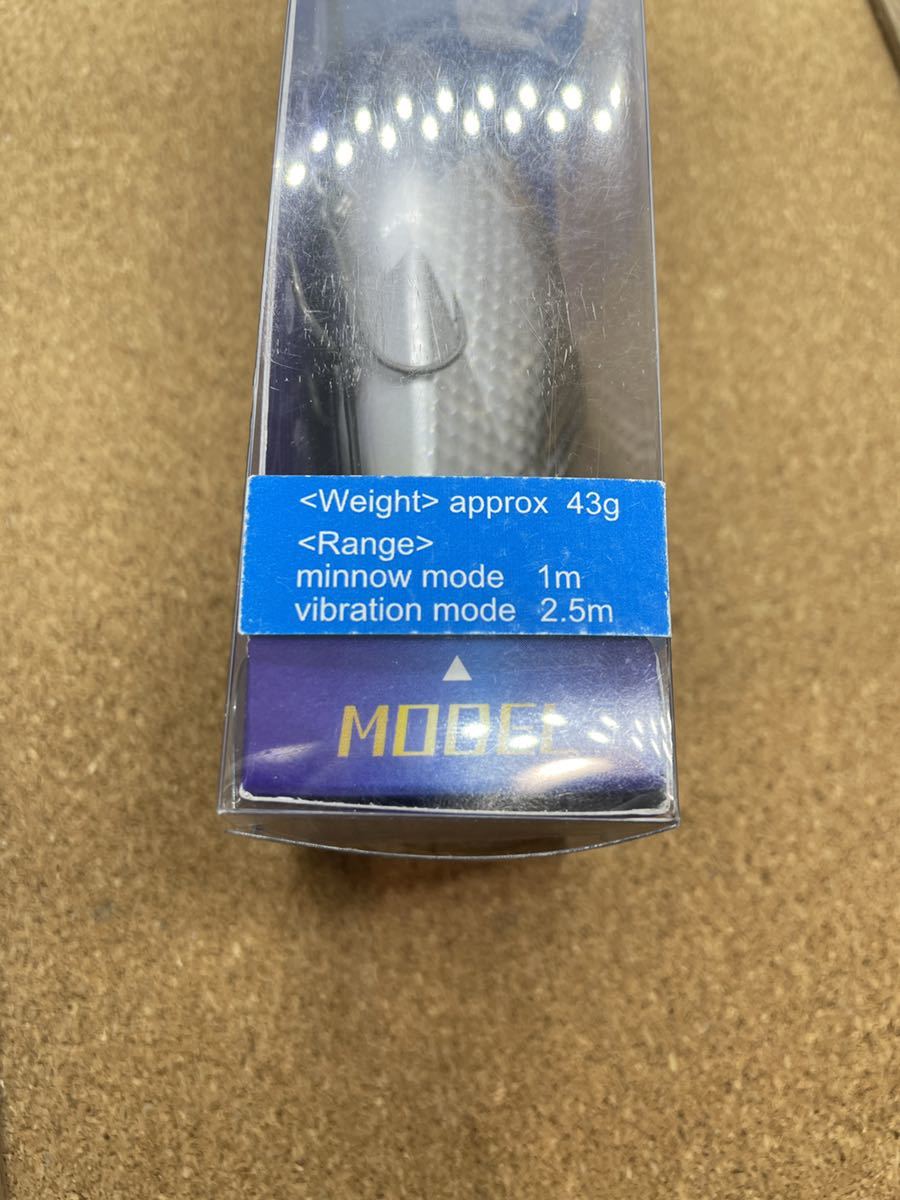 <Weight> approx 43g
<Range>
minnow mode 1m
vibration mode 2.5m
MODEL